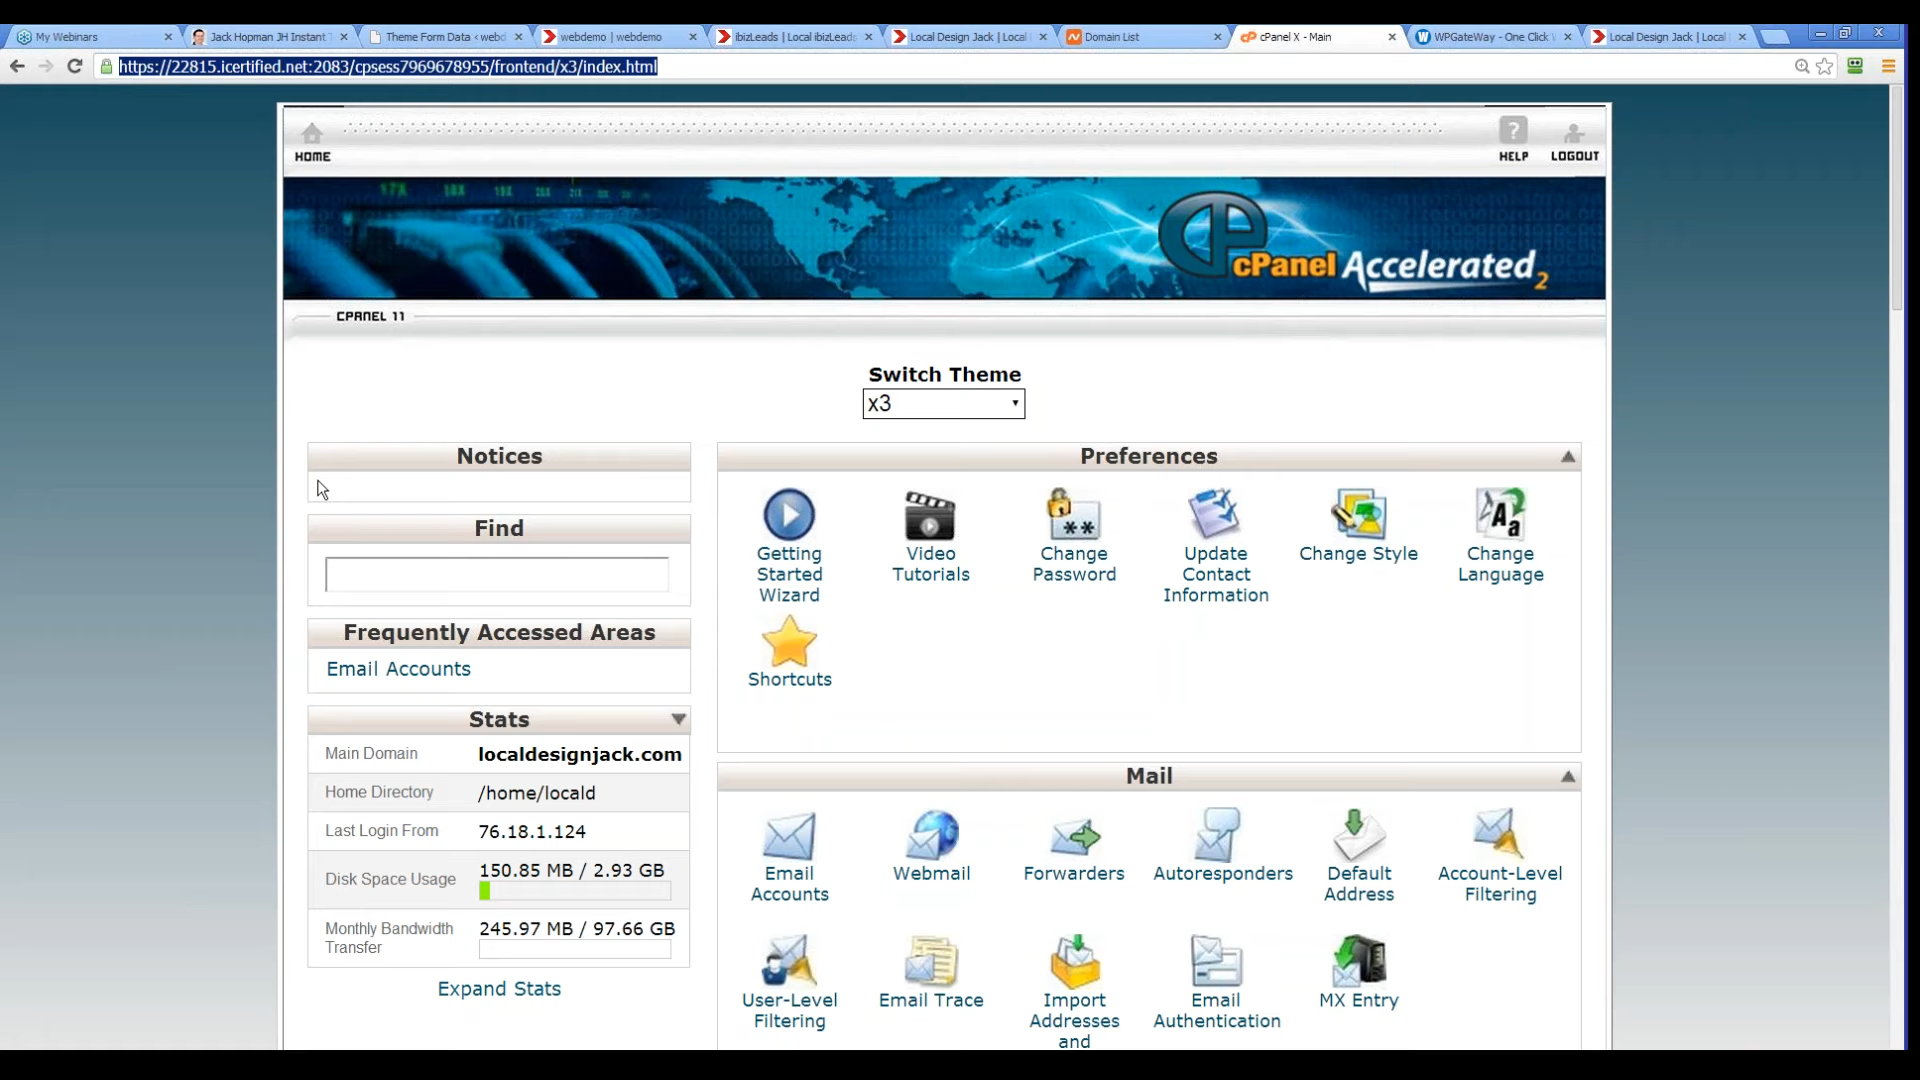 My Webinars
Jack Hopman JH Instant
Theme Form Data ‹ webd
webdemo | webdemo
ibizLeads | Local ibizLeads
Local Design Jack | Local
Domain List
cPanel X - Main
WPGateWay - One Click
Local Design Jack | Local
https://22815.icertified.net:2083/cpsess7969678955/frontend/x3/index.html
HOME
HELP
LOGOUT
cPanel Accelerated2
CPANEL 11
Switch Theme
x3
Notices
Find
Frequently Accessed Areas
Email Accounts
Stats
Main Domain localdesignjack.com
Home Directory /home/locald
Last Login From 76.18.1.124
Disk Space Usage 150.85 MB / 2.93 GB
Monthly Bandwidth Transfer 245.97 MB / 97.66 GB
Expand Stats
Preferences
Getting Started Wizard
Video Tutorials
Change Password
Update Contact Information
Change Style
Change Language
Shortcuts
Mail
Email Accounts
Webmail
Forwarders
Autoresponders
Default Address
Account-Level Filtering
User-Level Filtering
Email Trace
Import Addresses and
Email Authentication
MX Entry